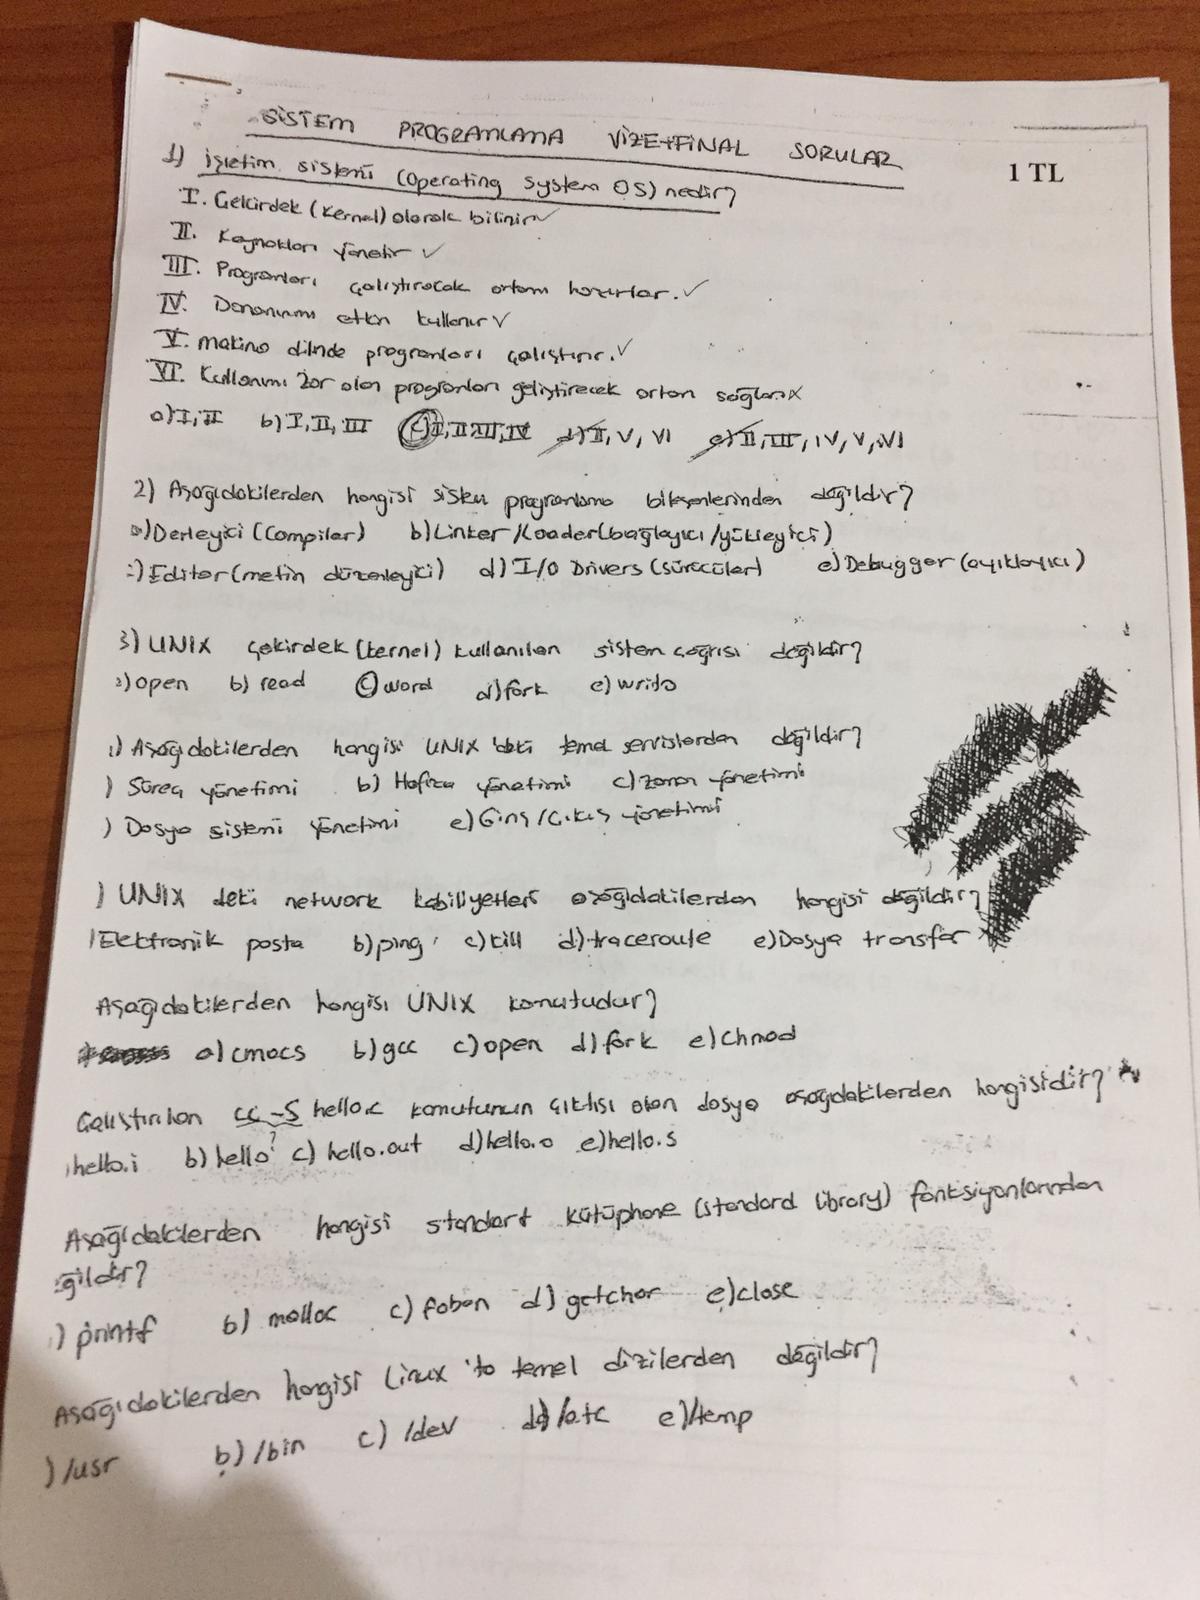 SİSTEM PROGRAMLAMA VİZE+FİNAL SORULAR
1 TL
1) İşletim sistemi (Operating System OS) nedir?
I. Çekirdek (Kernel) olarak bilinir ✓
II. Kaynakları yönetir ✓
III. Programları çalıştıracak ortam hazırlar. ✓
IV. Donanımı etkin kullanır ✓
V. Makina dilinde programları çalıştırır. ✓
VI. Kullanımı zor olan programları geliştirecek ortam sağlar. X
a) I, II b) I, II, III c) I, II III, IV d) II, V, VI e) II, III, IV, V, VI
2) Aşağıdakilerden hangisi sistem programlama bileşenlerinden değildir?
a) Derleyici (Compiler) b) Linker/Loader (bağlayıcı/yükleyici)
c) Editor (metin düzenleyici) d) I/O Drivers (sürücüler) e) Debugger (ayıklayıcı)
3) UNIX çekirdek (kernel) kullanılan sistem çağrısı değildir?
a) open b) read c) word d) fork e) write
) Aşağıdakilerden hangisi UNIX 'deki temel servislerden değildir?
) Süreç yönetimi b) Hafıza yönetimi c) zaman yönetimi
) Dosya sistemi yönetimi e) Giriş/Çıkış yönetimi
) UNIX deki network kabiliyetleri aşağıdakilerden hangisi değildir?
) Elektronik posta b) ping c) kill d) traceroute e) Dosya transfer
Aşağıdakilerden hangisi UNIX komutudur?
a) cmacs b) gcc c) open d) fork e) chmod
Çalıştırılan cc -S hello.c komutunun çıktısı olan dosya aşağıdakilerden hangisidir?
hello.i b) hello ? c) hello.out d) hello.o e) hello.s
Aşağıdakilerden hangisi standart kütüphane (standard library) fonksiyonlarından
ğildir?
) printf b) malloc c) foben d) getchar e) close
Aşağıdakilerden hangisi Linux 'ta temel dizilerden değildir?
) /usr b) /bin c) /dev d) /etc e) /temp